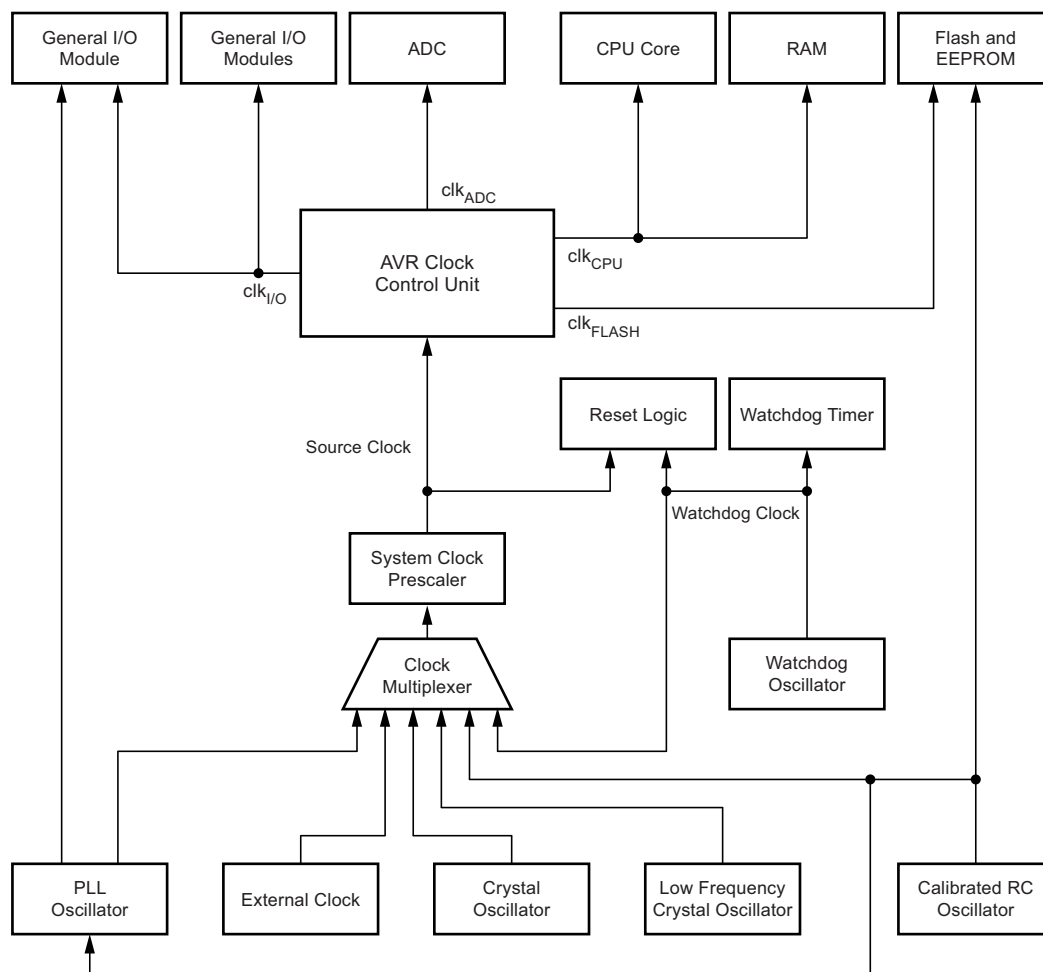 General I/O
Module
General I/O
Modules
ADC
CPU Core
RAM
Flash and
EEPROM
clkADC
AVR Clock
Control Unit
clkI/O
clkCPU
clkFLASH
Reset Logic
Watchdog Timer
Source Clock
Watchdog Clock
System Clock
Prescaler
Clock
Multiplexer
Watchdog
Oscillator
PLL
Oscillator
External Clock
Crystal
Oscillator
Low Frequency
Crystal Oscillator
Calibrated RC
Oscillator